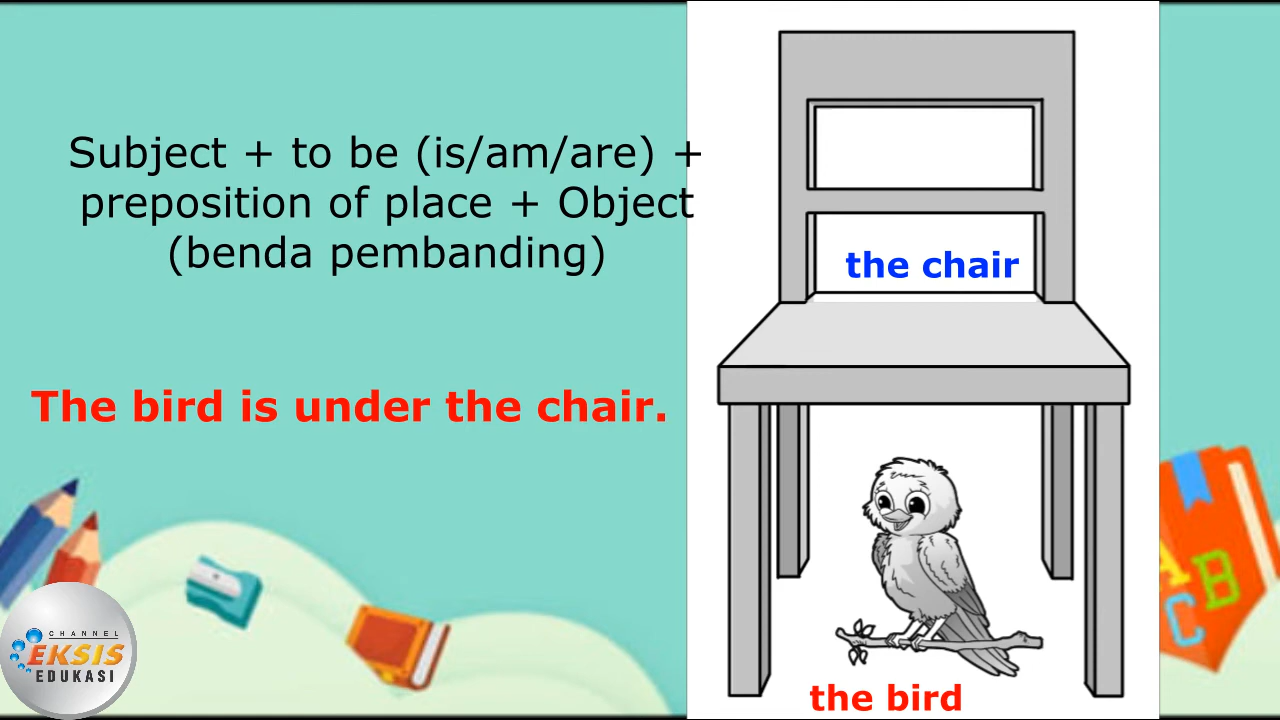 Subject + to be (is/am/are) +
preposition of place + Object
(benda pembanding)
The bird is under the chair.
the chair
the bird
CHANNEL
EKSIS
EDUKASI
A
B
C